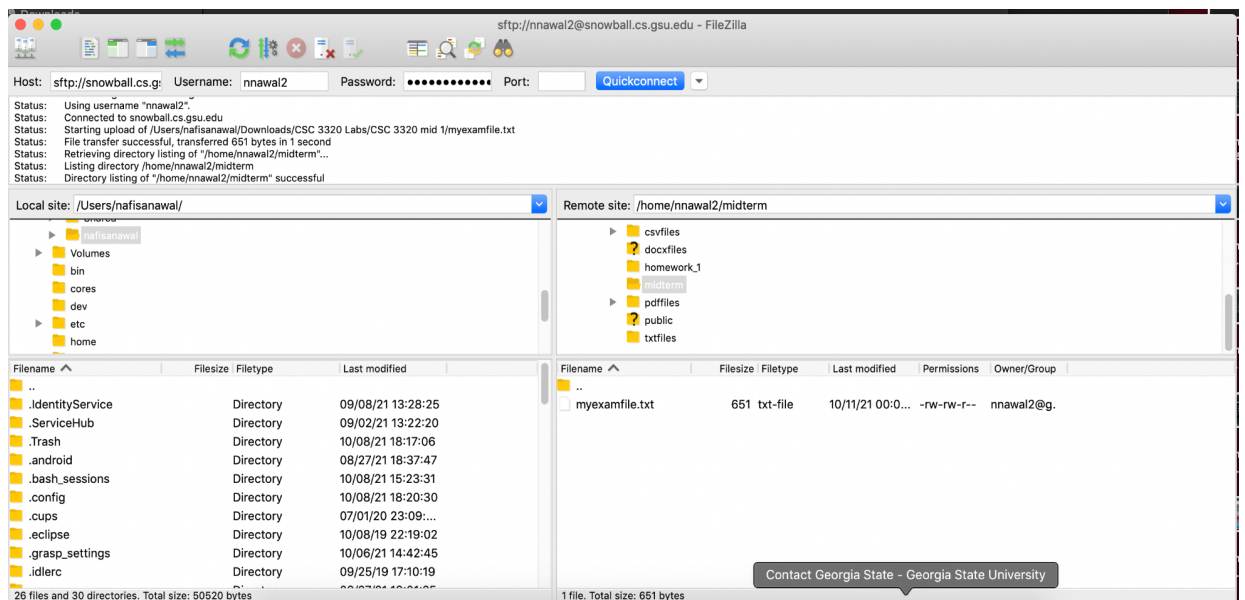 Downloads
sftp://nnawal2@snowball.cs.gsu.edu - FileZilla
Host: sftp://snowball.cs.g Username: nnawal2 Password: ●●●●●●●●●●●● Port: Quickconnect
Status: Using username "nnawal2".
Status: Connected to snowball.cs.gsu.edu
Status: Starting upload of /Users/nafisanawal/Downloads/CSC 3320 Labs/CSC 3320 mid 1/myexamfile.txt
Status: File transfer successful, transferred 651 bytes in 1 second
Status: Retrieving directory listing of "/home/nnawal2/midterm"...
Status: Listing directory /home/nnawal2/midterm
Status: Directory listing of "/home/nnawal2/midterm" successful
Local site: /Users/nafisanawal/
Shared
nafisanawal
Volumes
bin
cores
dev
etc
home
Remote site: /home/nnawal2/midterm
csvfiles
docxfiles
homework_1
midterm
pdffiles
public
txtfiles
Filename Filesize Filetype Last modified
..
.IdentityService Directory 09/08/21 13:28:25
.ServiceHub Directory 09/02/21 13:22:20
.Trash Directory 10/08/21 18:17:06
.android Directory 08/27/21 18:37:47
.bash_sessions Directory 10/08/21 15:23:31
.config Directory 10/08/21 18:20:30
.cups Directory 07/01/20 23:09:...
.eclipse Directory 10/08/19 22:19:02
.grasp_settings Directory 10/06/21 14:42:45
.idlerc Directory 09/25/19 17:10:19
26 files and 30 directories. Total size: 50520 bytes
Filename Filesize Filetype Last modified Permissions Owner/Group
..
myexamfile.txt 651 txt-file 10/11/21 00:0... -rw-rw-r-- nnawal2@g.
Contact Georgia State - Georgia State University
1 file. Total size: 651 bytes